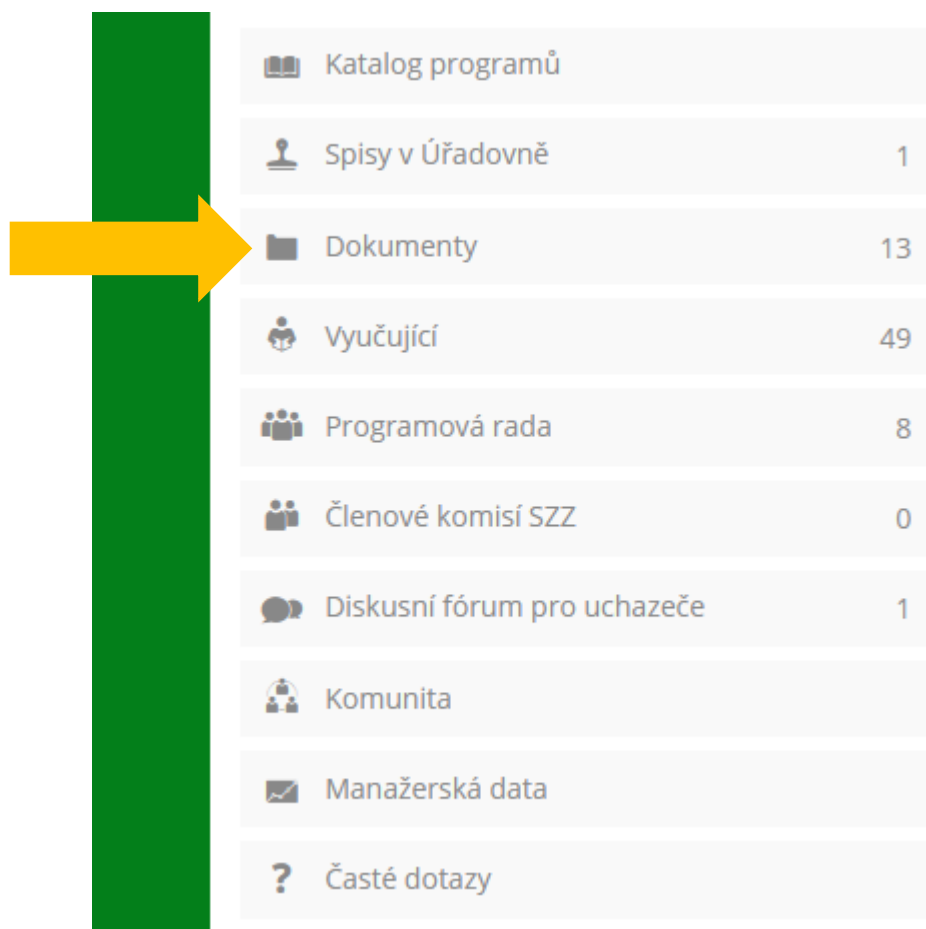 Katalog programů
Spisy v Úřadovně 1
Dokumenty 13
Vyučující 49
Programová rada 8
Členové komisí SZZ 0
Diskusní fórum pro uchazeče 1
Komunita
Manažerská data
? Časté dotazy